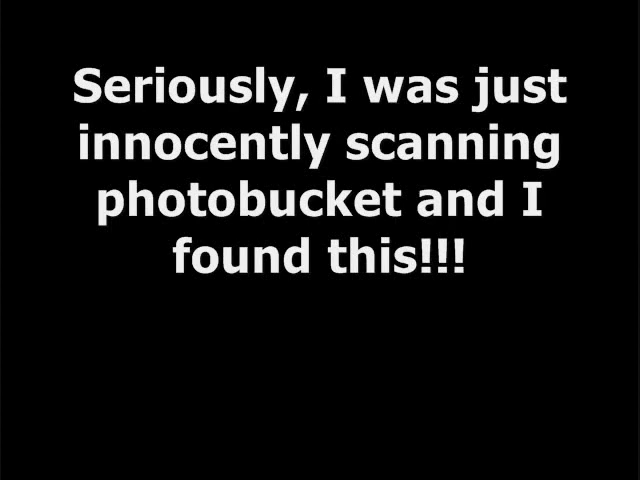 Seriously, I was just
innocently scanning
photobucket and I
found this!!!